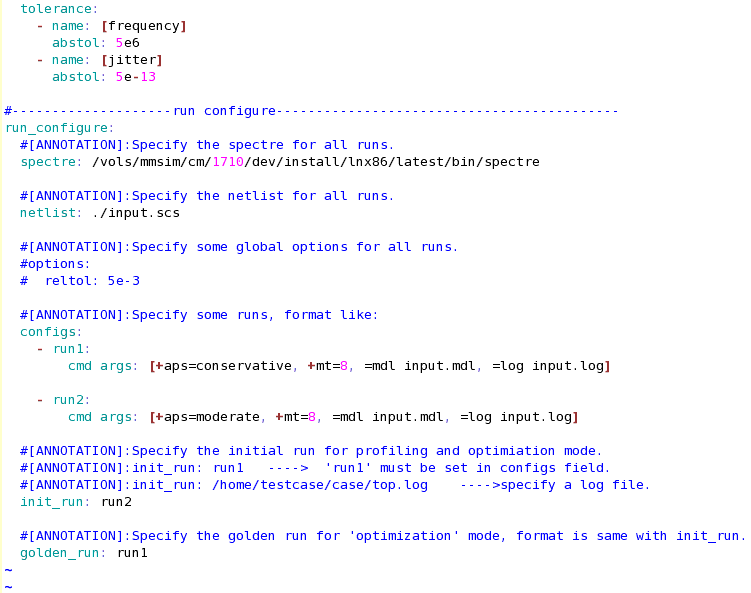 tolerance:
- name: [frequency]
abstol: 5e6
- name: [jitter]
abstol: 5e-13
#--------------------run configure-------------------------------------------
run_configure:
#[ANNOTATION]:Specify the spectre for all runs.
spectre: /vols/mmsim/cm/1710/dev/install/lnx86/latest/bin/spectre
#[ANNOTATION]:Specify the netlist for all runs.
netlist: ./input.scs
#[ANNOTATION]:Specify some global options for all runs.
#options:
#  reltol: 5e-3
#[ANNOTATION]:Specify some runs, format like:
configs:
- run1:
cmd args: [+aps=conservative, +mt=8, =mdl input.mdl, =log input.log]
- run2:
cmd args: [+aps=moderate, +mt=8, =mdl input.mdl, =log input.log]
#[ANNOTATION]:Specify the initial run for profiling and optimiation mode.
#[ANNOTATION]:init_run: run1   ---->  'run1' must be set in configs field.
#[ANNOTATION]:init_run: /home/testcase/case/top.log    ---->specify a log file.
init_run: run2
#[ANNOTATION]:Specify the golden run for 'optimization' mode, format is same with init_run.
golden_run: run1
~
~